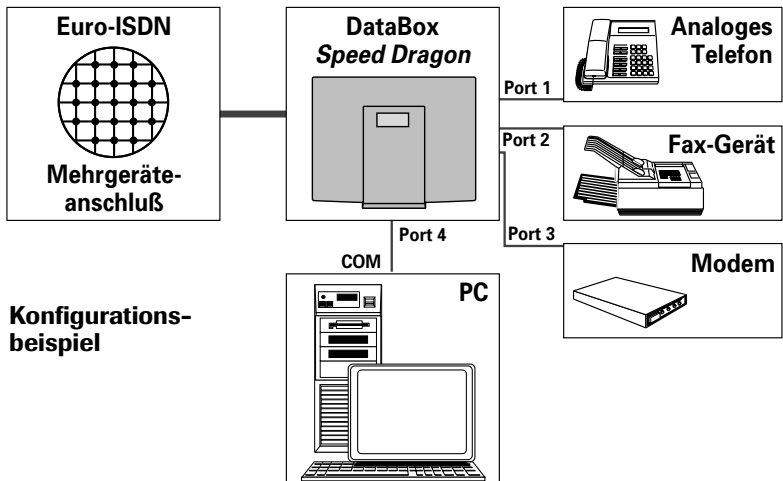 Euro-ISDN
Mehrgeräte-
anschluß
DataBox
Speed Dragon
Port 1
Analoges
Telefon
Port 2
Fax-Gerät
Port 3
Modem
Port 4
COM
PC
Konfigurations-
beispiel